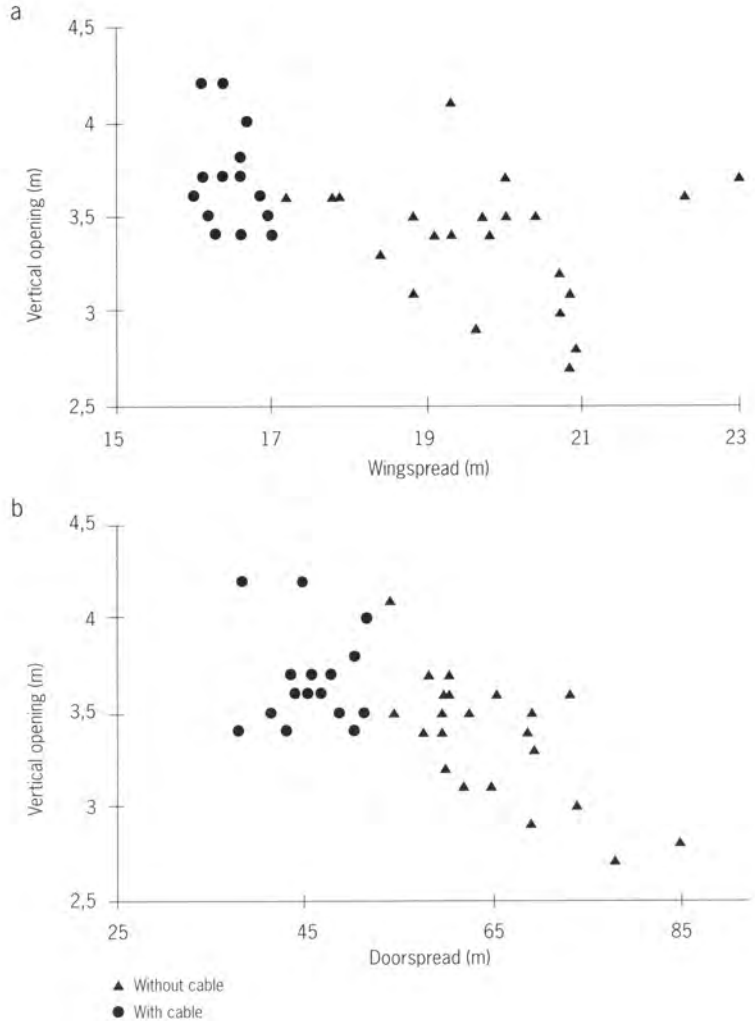 a
4,5
4
3,5
3
2,5
Vertical opening (m)
15 17 19 21 23
Wingspread (m)
b
4,5
4
3,5
3
2,5
Vertical opening (m)
25 45 65 85
Doorspread (m)
▲ Without cable
● With cable